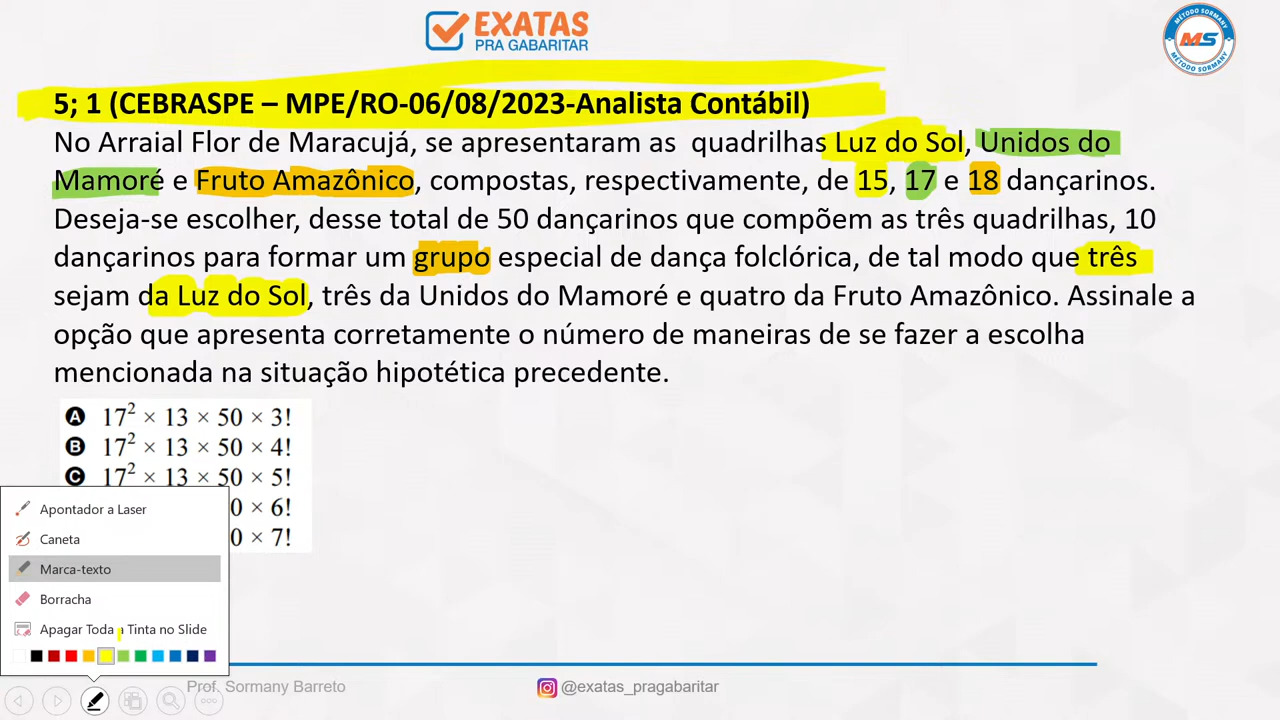 EXATAS
PRA GABARITAR
MÉTODO SORMANY
MS
MÉTODO SORMANY
5; 1 (CEBRASPE – MPE/RO-06/08/2023-Analista Contábil)
No Arraial Flor de Maracujá, se apresentaram as quadrilhas Luz do Sol, Unidos do
Mamoré e Fruto Amazônico, compostas, respectivamente, de 15, 17 e 18 dançarinos.
Deseja-se escolher, desse total de 50 dançarinos que compõem as três quadrilhas, 10
dançarinos para formar um grupo especial de dança folclórica, de tal modo que três
sejam da Luz do Sol, três da Unidos do Mamoré e quatro da Fruto Amazônico. Assinale a
opção que apresenta corretamente o número de maneiras de se fazer a escolha
mencionada na situação hipotética precedente.
A 17² × 13 × 50 × 3!
B 17² × 13 × 50 × 4!
C 17² × 13 × 50 × 5!
0 × 6!
0 × 7!
Apontador a Laser
Caneta
Marca-texto
Borracha
Apagar Toda a Tinta no Slide
Prof. Sormany Barreto
@exatas_pragabaritar